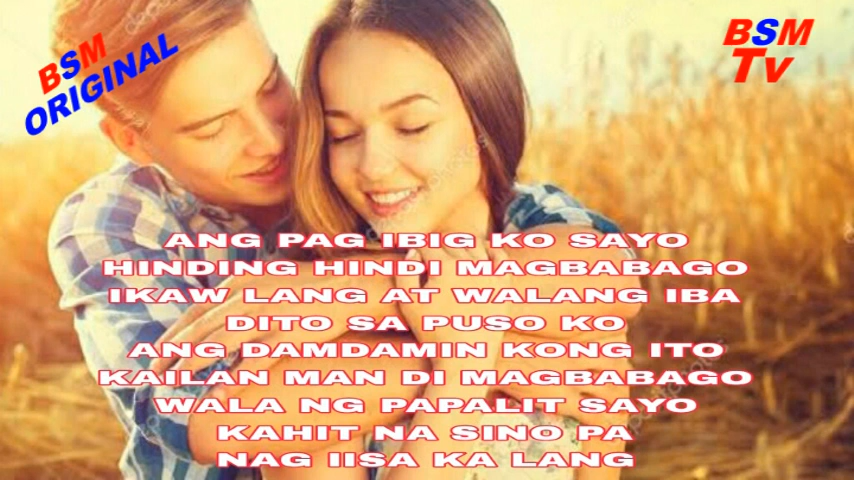 BSM
ORIGINAL
BSM
TV
ANG PAG IBIG KO SAYO
HINDING HINDI MAGBABAGO
IKAW LANG AT WALANG IBA
DITO SA PUSO KO
ANG DAMDAMIN KONG ITO
KAILAN MAN DI MAGBABAGO
WALA NG PAPALIT SAYO
KAHIT NA SINO PA
NAG IISA KA LANG